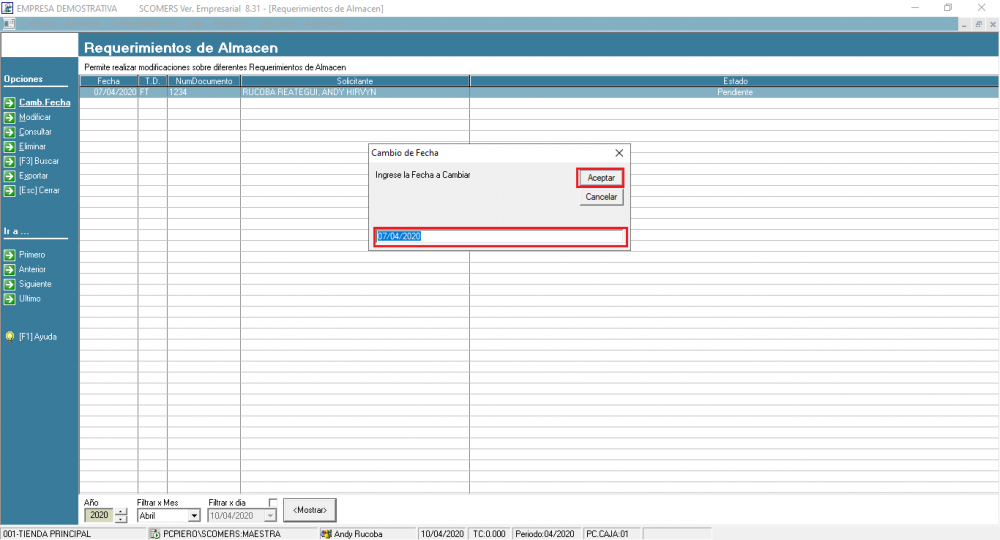 EMPRESA DEMOSTRATIVA SCOMERS Ver. Empresarial 8.31 - [Requerimientos de Almacen]
Requerimientos de Almacen
Permite realizar modificaciones sobre diferentes Requerimientos de Almacen
Opciones
Camb.Fecha
Modificar
Consultar
Eliminar
[F3] Buscar
Exportar
[Esc] Cerrar
Ir a ...
Primero
Anterior
Siguiente
Ultimo
[F1] Ayuda
Fecha T.D. NumDocumento Solicitante Estado
07/04/2020 FT 1234 RUCOBA REATEGUI, ANDY HIRVYN Pendiente
Cambio de Fecha
Ingrese la Fecha a Cambiar
Aceptar
Cancelar
07/04/2020
Año Filtrar x Mes Filtrar x dia
2020 Abril 10/04/2020 <Mostrar>
001-TIENDA PRINCIPAL PCPIERO\SCOMERS:MAESTRA Andy Rucoba 10/04/2020 TC:0.000 Periodo:04/2020 PC.CAJA:01